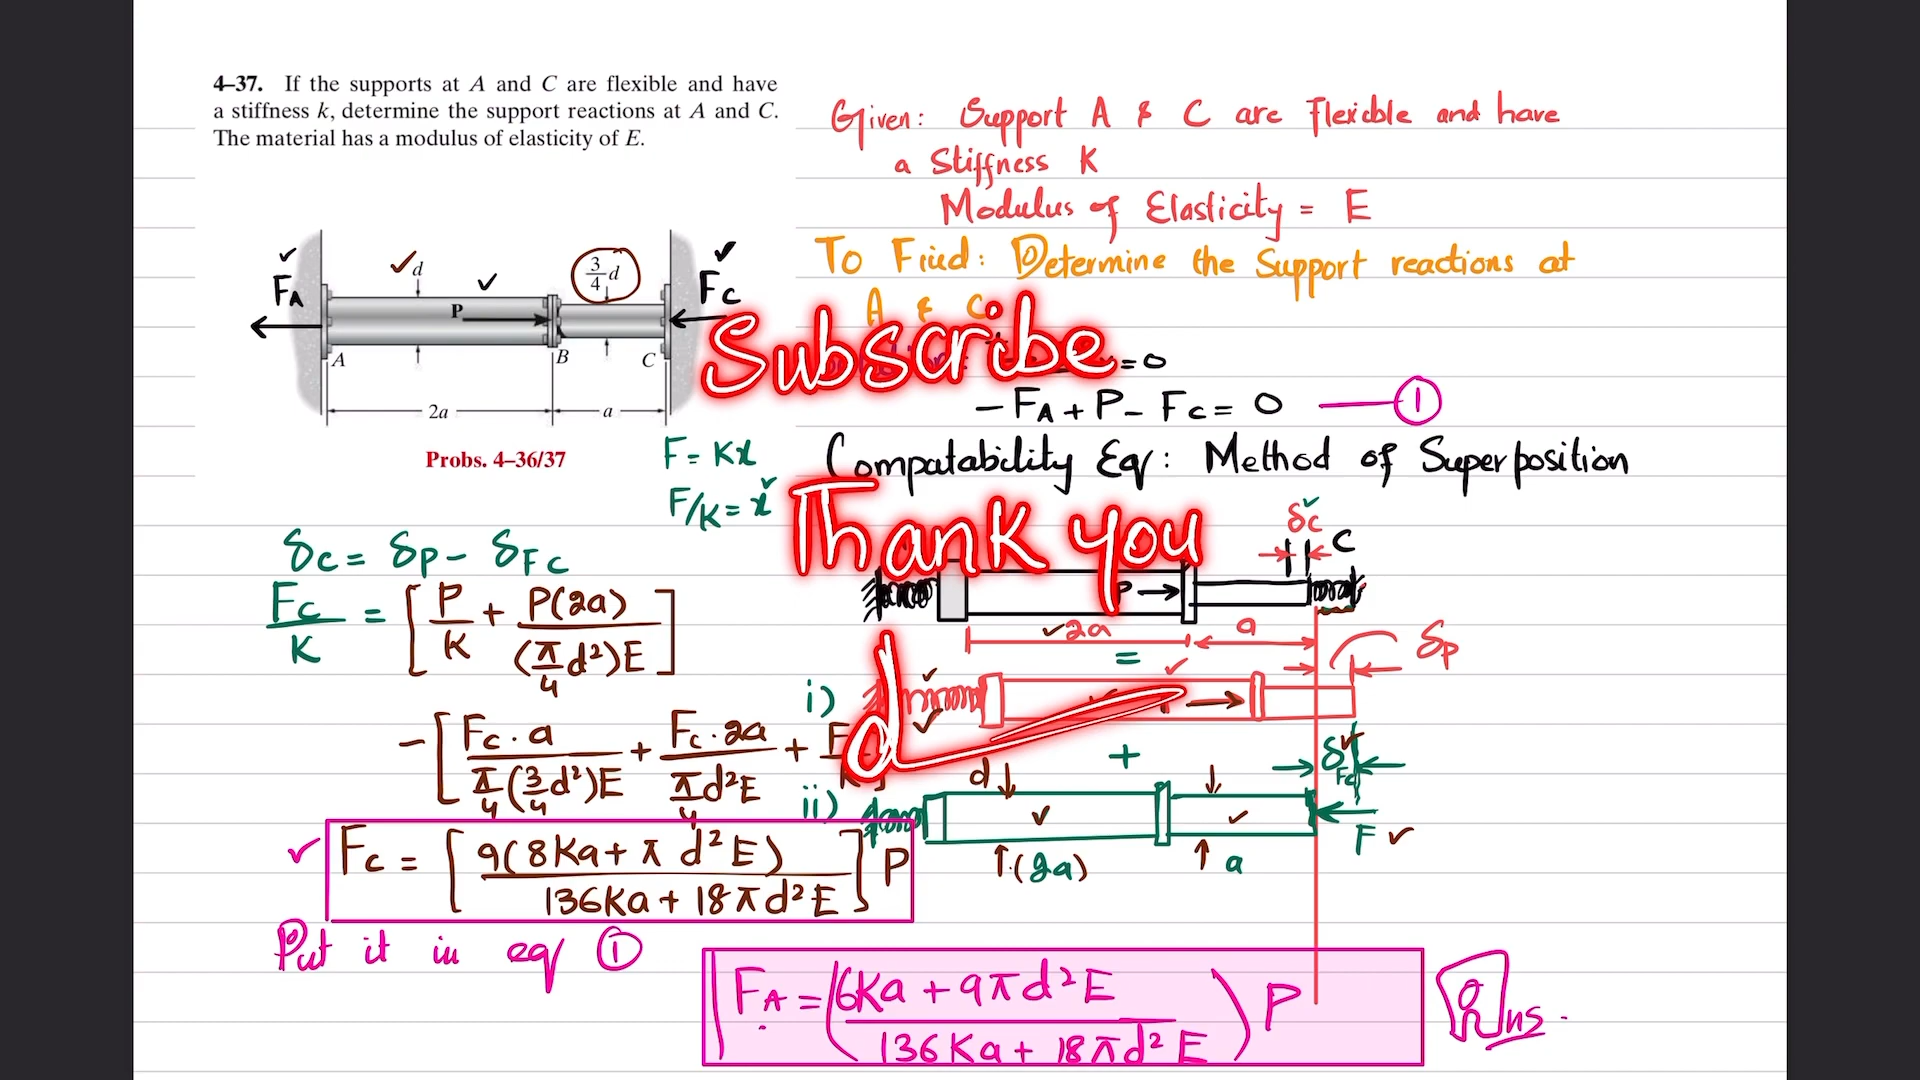 4–37. If the supports at A and C are flexible and have
a stiffness k, determine the support reactions at A and C.
The material has a modulus of elasticity of E.
Given: Support A & C are flexible and have
a Stiffness K
Modulus of Elasticity = E
To Find: Determine the Support reactions at
A & C.
FA
d
P
3/4 d
FC
A
B
C
2a
a
Probs. 4–36/37
Subscribe
= 0
- FA + P - FC = 0 ①
Compatability Eq: Method of Superposition
F = Kx
F/K = x
Thank you
δC = δP - δFC
FC/K = [P/K + P(2a)/(π/4 d²)E]
- [FC·a/π/4(3/4 d²)E + FC·2a/π/4 d²E + F
δC
C
P
2a
a
=
i)
δP
+
ii)
d
δFC
F
(2a)
a
FC = [9(8Ka + π d²E)/136Ka + 18πd²E] P
Put it in eq ①
FA = (6Ka + 9πd²E/136Ka + 18πd²E) P
Ans.